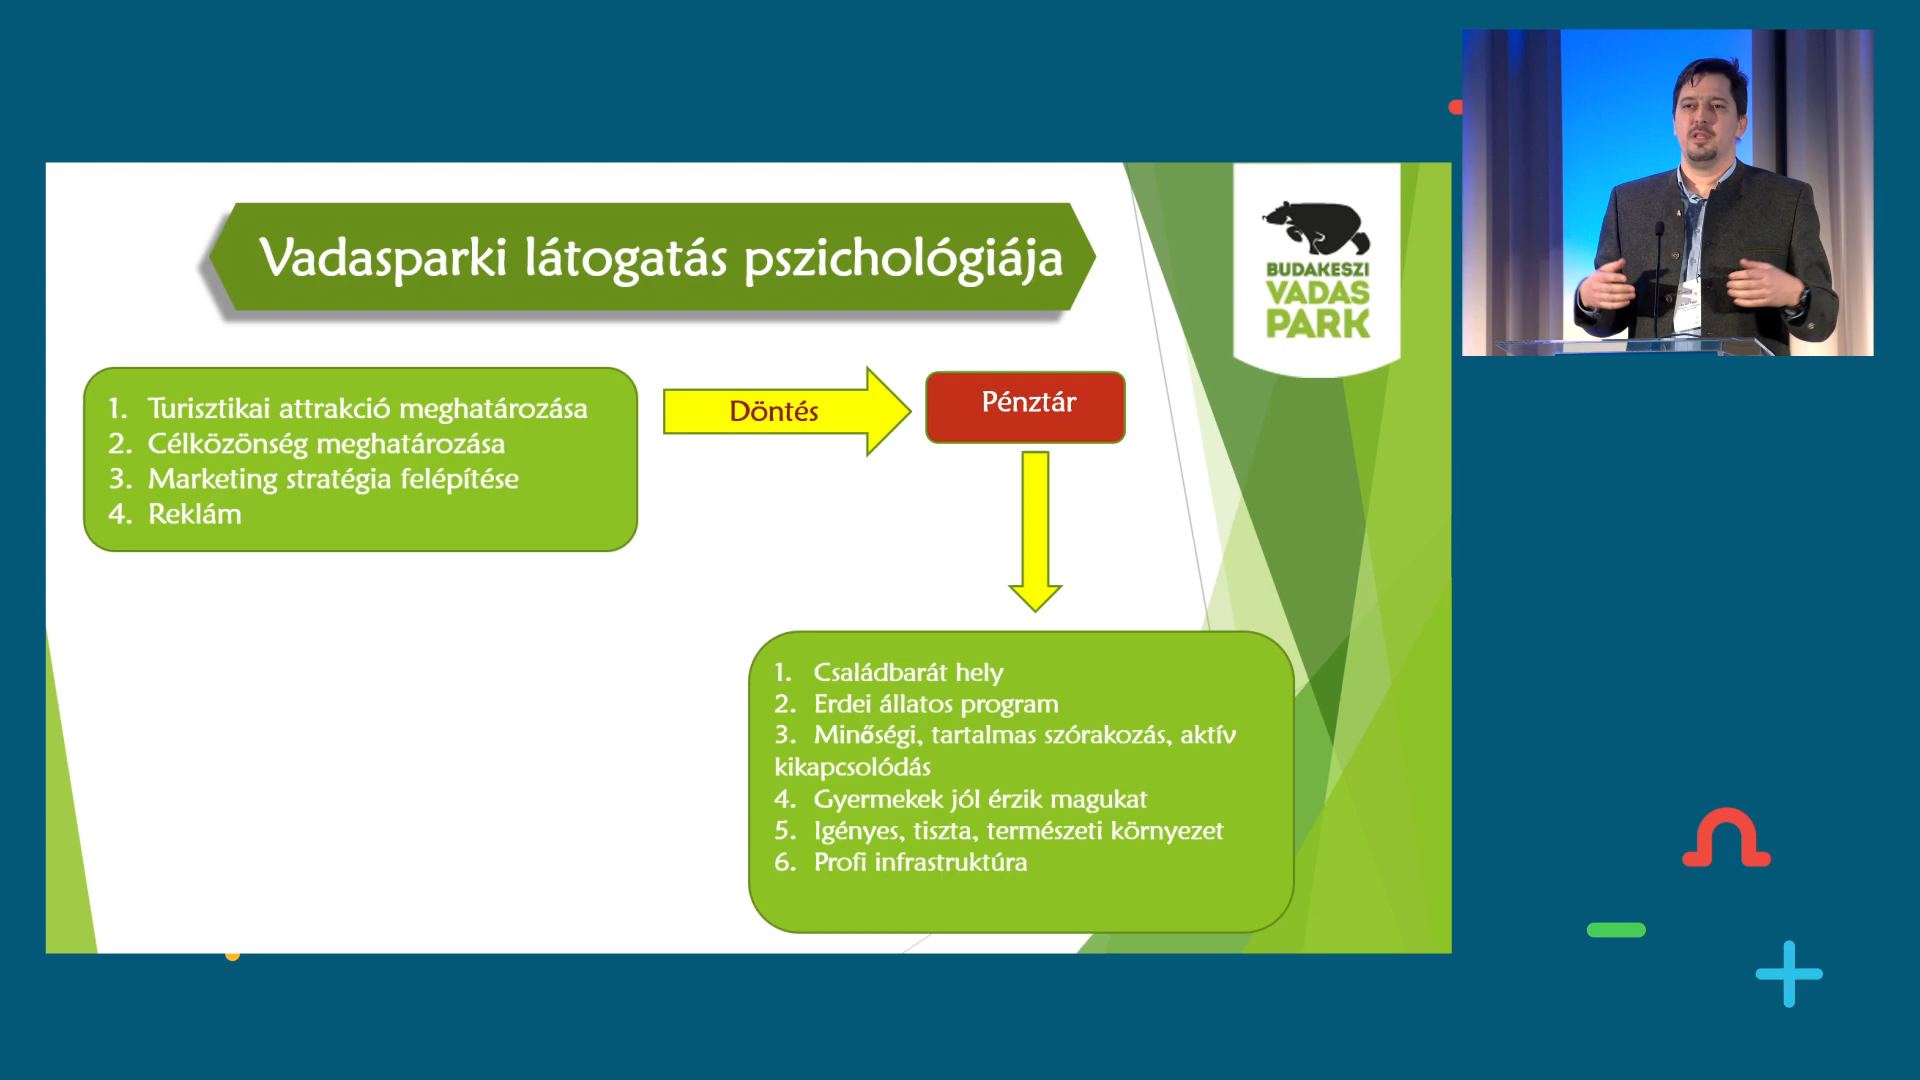 Vadasparki látogatás pszichológiája
BUDAKESZI
VADAS
PARK
1. Turisztikai attrakció meghatározása
2. Célközönség meghatározása
3. Marketing stratégia felépítése
4. Reklám
Döntés
Pénztár
1. Családbarát hely
2. Erdei állatos program
3. Minőségi, tartalmas szórakozás, aktív
kikapcsolódás
4. Gyermekek jól érzik magukat
5. Igényes, tiszta, természeti környezet
6. Profi infrastruktúra